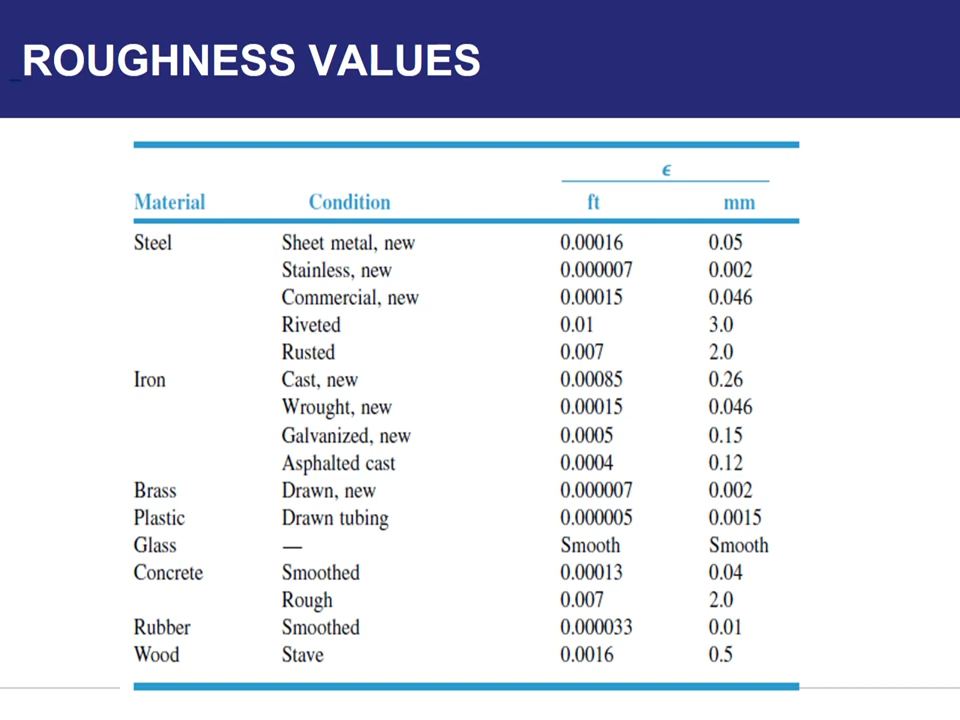 ROUGHNESS VALUES
ϵ
Material Condition ft mm
Steel Sheet metal, new 0.00016 0.05
Stainless, new 0.000007 0.002
Commercial, new 0.00015 0.046
Riveted 0.01 3.0
Rusted 0.007 2.0
Iron Cast, new 0.00085 0.26
Wrought, new 0.00015 0.046
Galvanized, new 0.0005 0.15
Asphalted cast 0.0004 0.12
Brass Drawn, new 0.000007 0.002
Plastic Drawn tubing 0.000005 0.0015
Glass — Smooth Smooth
Concrete Smoothed 0.00013 0.04
Rough 0.007 2.0
Rubber Smoothed 0.000033 0.01
Wood Stave 0.0016 0.5